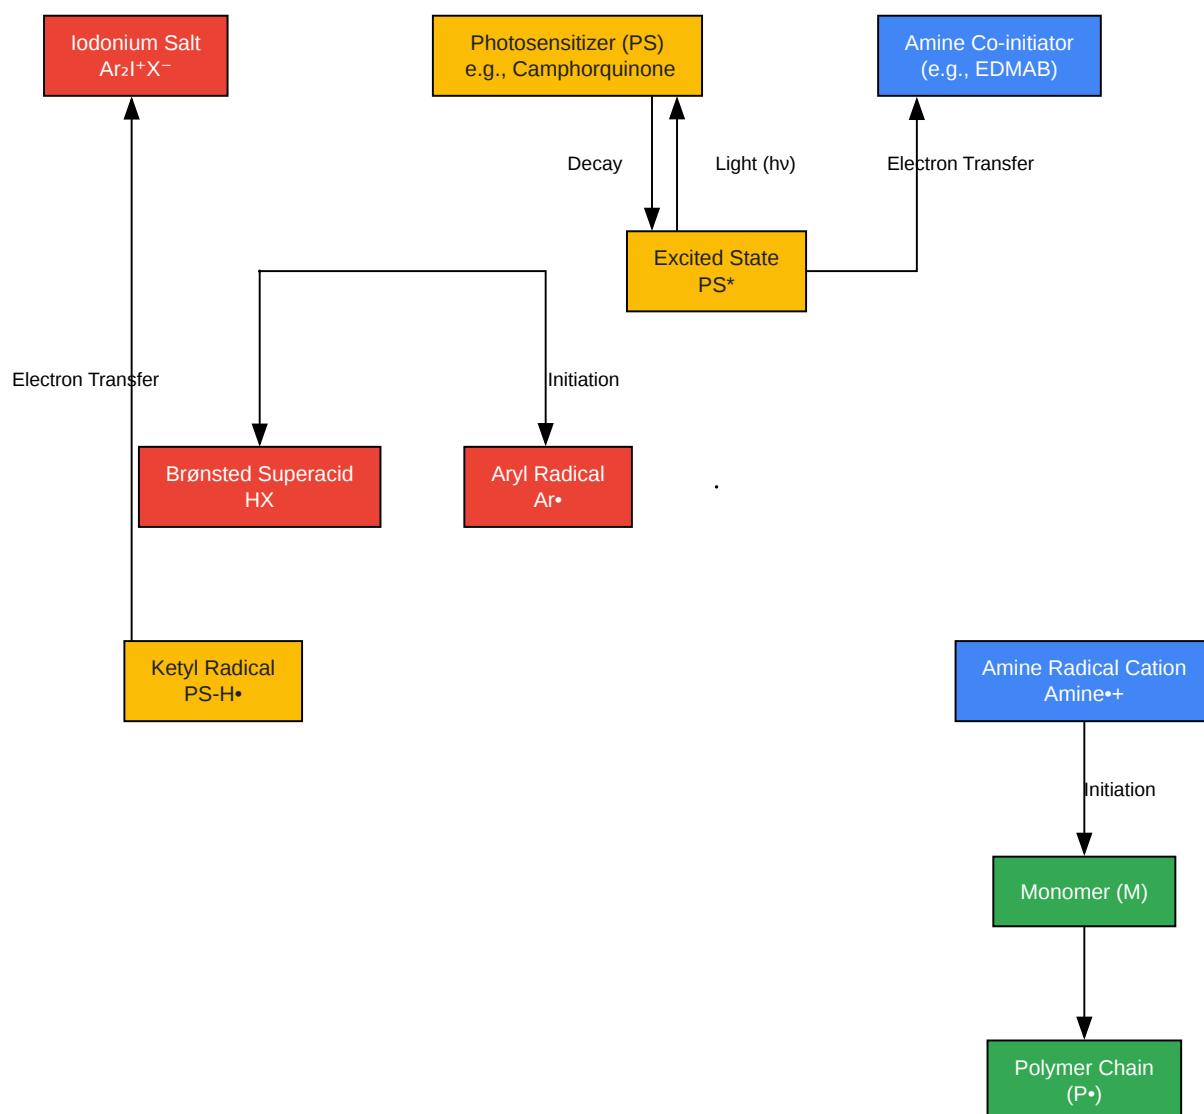 Iodonium Salt
Ar₂I⁺X⁻
Photosensitizer (PS)
e.g., Camphorquinone
Amine Co-initiator
(e.g., EDMAB)
Decay
Light (hν)
Electron Transfer
Excited State
PS*
Electron Transfer
Initiation
Brønsted Superacid
HX
Aryl Radical
Ar•
Ketyl Radical
PS-H•
Amine Radical Cation
Amine•+
Initiation
Monomer (M)
Polymer Chain
(P•)